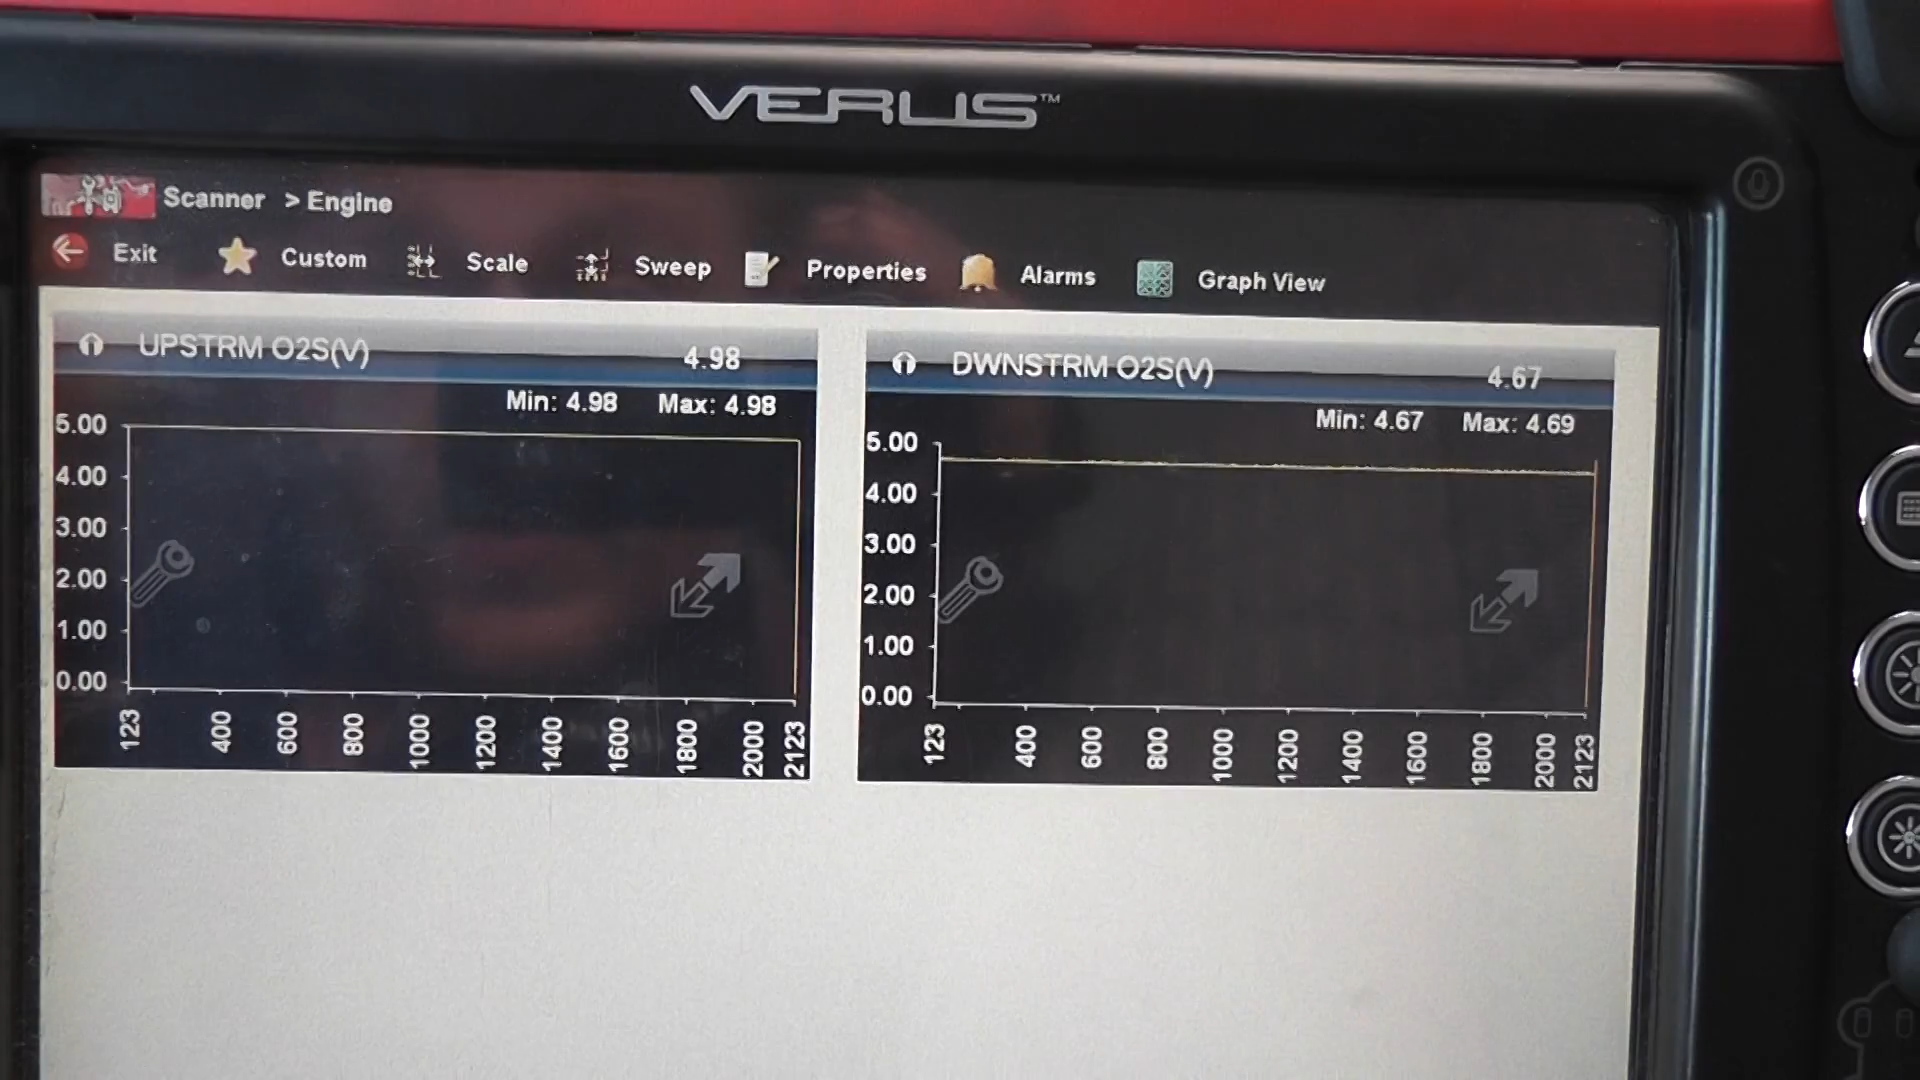 VERUS™
Scanner > Engine
Exit Custom Scale Sweep Properties Alarms Graph View
UPSTRM O2S(V) 4.98
Min: 4.98 Max: 4.98
5.00
4.00
3.00
2.00
1.00
0.00
123 400 600 800 1000 1200 1400 1600 1800 2000 2123
DWNSTRM O2S(V) 4.67
Min: 4.67 Max: 4.69
5.00
4.00
3.00
2.00
1.00
0.00
123 400 600 800 1000 1200 1400 1600 1800 2000 2123